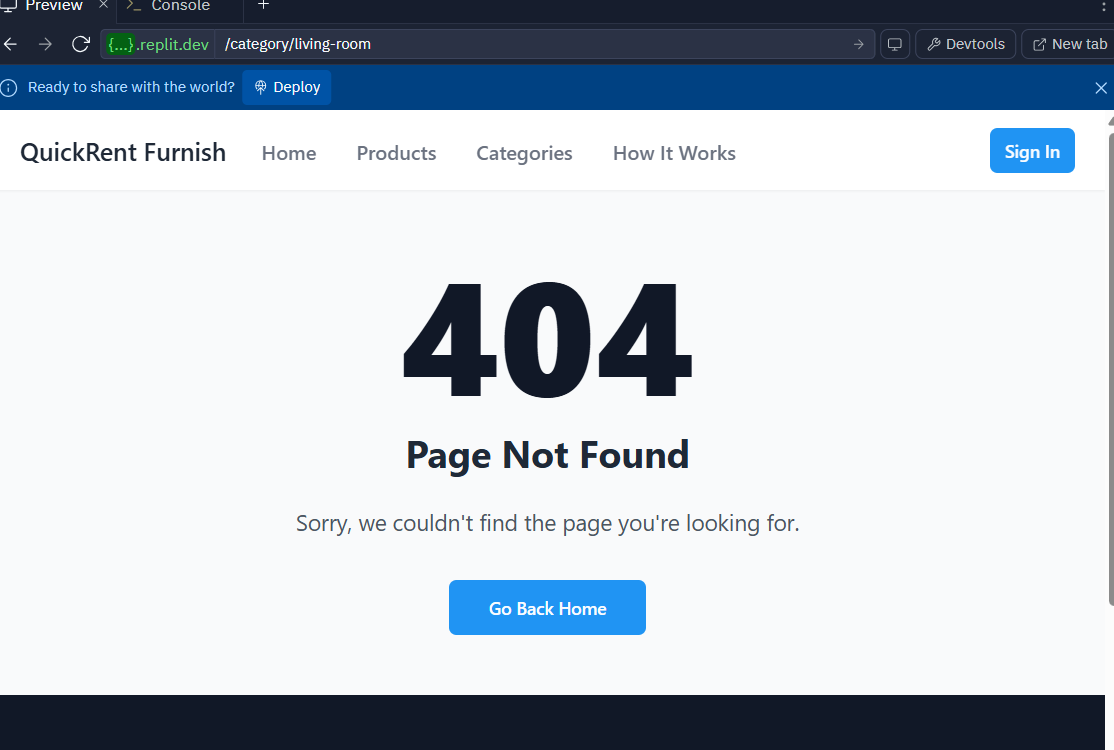 Preview Console
{...}.replit.dev /category/living-room Devtools New tab
Ready to share with the world? Deploy
QuickRent Furnish Home Products Categories How It Works Sign In
404
Page Not Found
Sorry, we couldn't find the page you're looking for.
Go Back Home